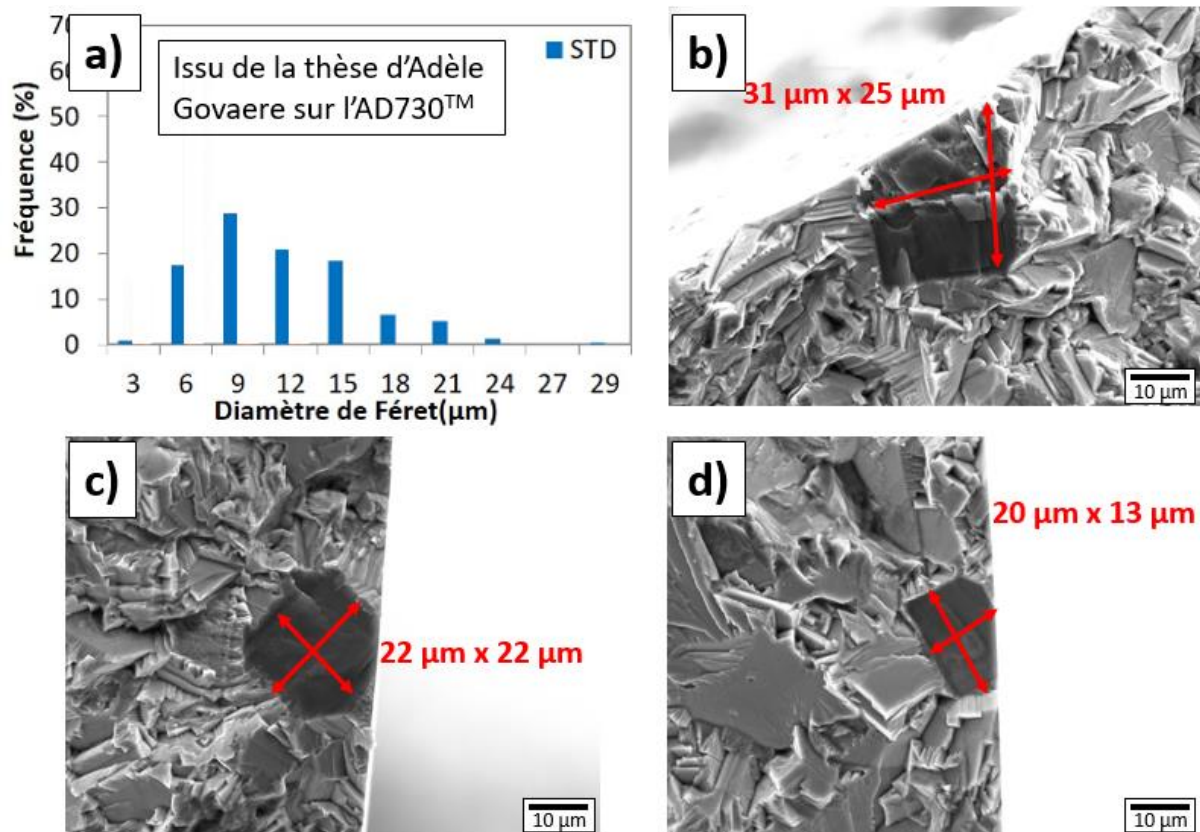 a)
Issu de la thèse d'Adèle
Govaere sur l'AD730™
STD
Fréquence (%)
70
60
50
40
30
20
10
0
3 6 9 12 15 18 21 24 27 29
Diamètre de Féret(µm)
b)
31 µm x 25 µm
10 µm
c)
22 µm x 22 µm
10 µm
d)
20 µm x 13 µm
10 µm